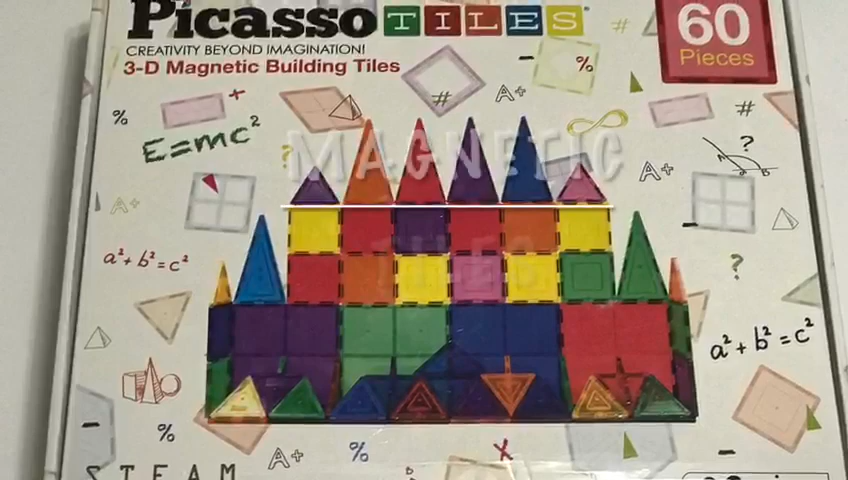 Picasso TILES
CREATIVITY BEYOND IMAGINATION!
3-D Magnetic Building Tiles
60
Pieces
%
+
#
A+
-
%
#
#
E=mc²
?
MAGNETIC
TILES
?
A+
A+
a²+b²=c²
?
a²+b²=c²
-
%
A+
%
x
-
STEAM